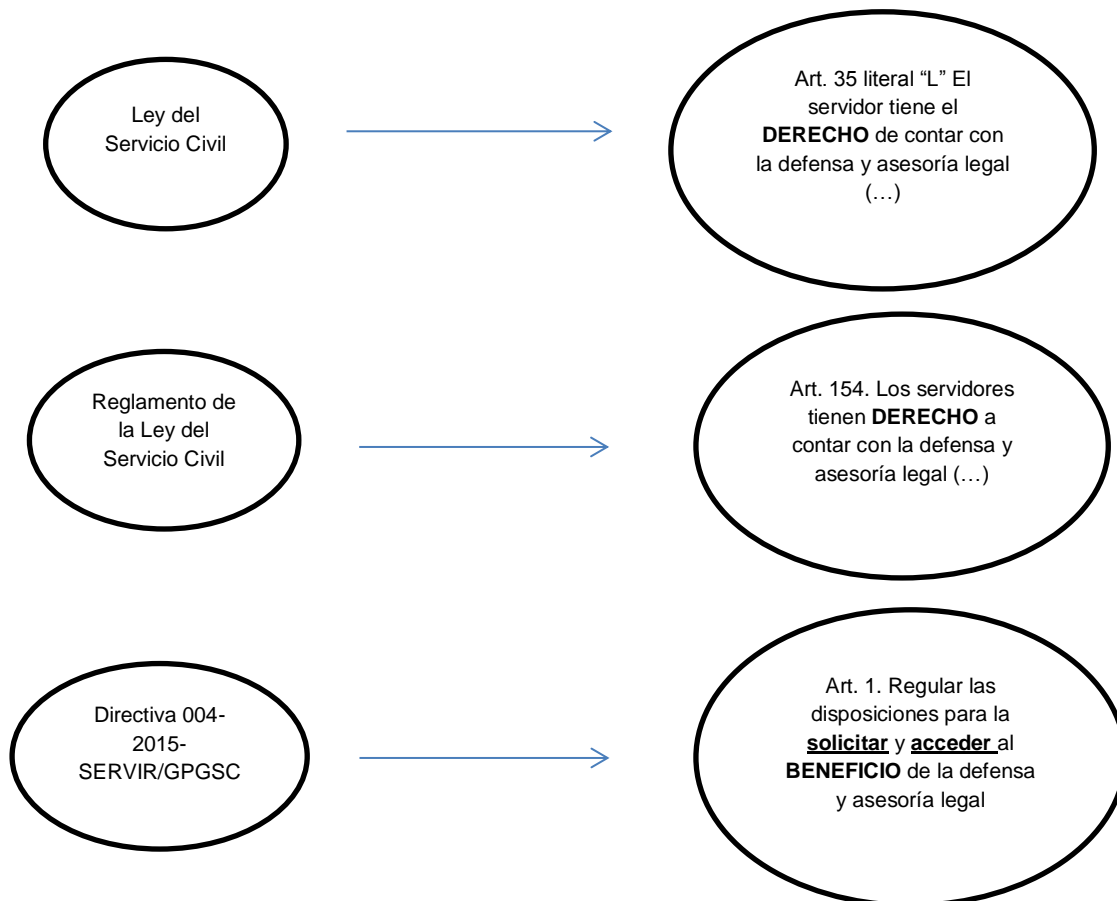 Ley del
Servicio Civil
Art. 35 literal “L” El
servidor tiene el
DERECHO de contar con
la defensa y asesoría legal
(…)
Reglamento de
la Ley del
Servicio Civil
Art. 154. Los servidores
tienen DERECHO a
contar con la defensa y
asesoría legal (…)
Directiva 004-
2015-
SERVIR/GPGSC
Art. 1. Regular las
disposiciones para la
solicitar y acceder al
BENEFICIO de la defensa
y asesoría legal